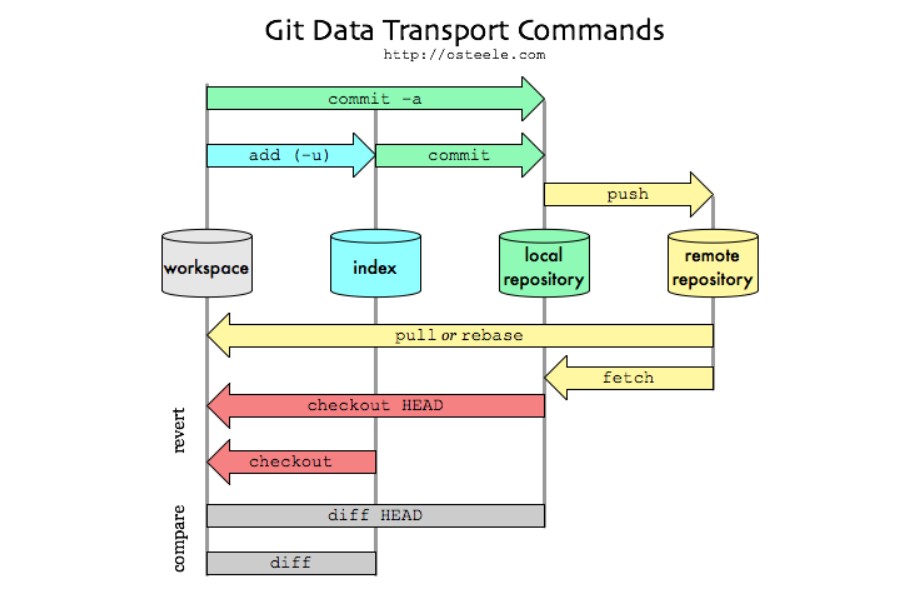 Git Data Transport Commands
http://osteele.com
commit -a
add (-u)
commit
push
workspace
index
local
repository
remote
repository
pull or rebase
fetch
revert
checkout HEAD
checkout
compare
diff HEAD
diff